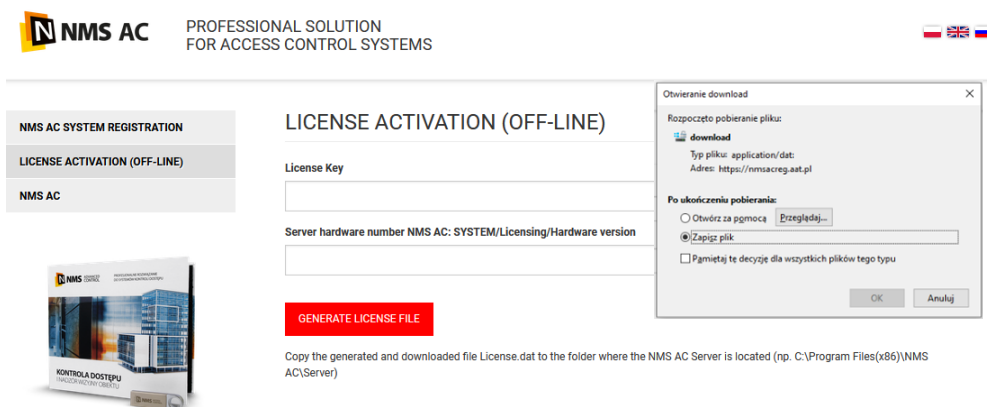 NMS AC
PROFESSIONAL SOLUTION
FOR ACCESS CONTROL SYSTEMS
NMS AC SYSTEM REGISTRATION
LICENSE ACTIVATION (OFF-LINE)
NMS AC
NMS
KONTROLA DOSTĘPU
I NADZÓR WIZYJNY OBIEKTU
LICENSE ACTIVATION (OFF-LINE)
License Key
Server hardware number NMS AC: SYSTEM/Licensing/Hardware version
GENERATE LICENSE FILE
Copy the generated and downloaded file License.dat to the folder where the NMS AC Server is located (np. C:\Program Files(x86)\NMS
AC\Server)
Otwieranie download
Rozpoczęto pobieranie pliku:
download
Typ pliku: application/dat:
Adres: https://nmsacreg.aat.pl
Po ukończeniu pobierania:
Otwórz za pomocą
Przeglądaj...
Zapisz plik
Pamiętaj tę decyzję dla wszystkich plików tego typu
OK
Anuluj